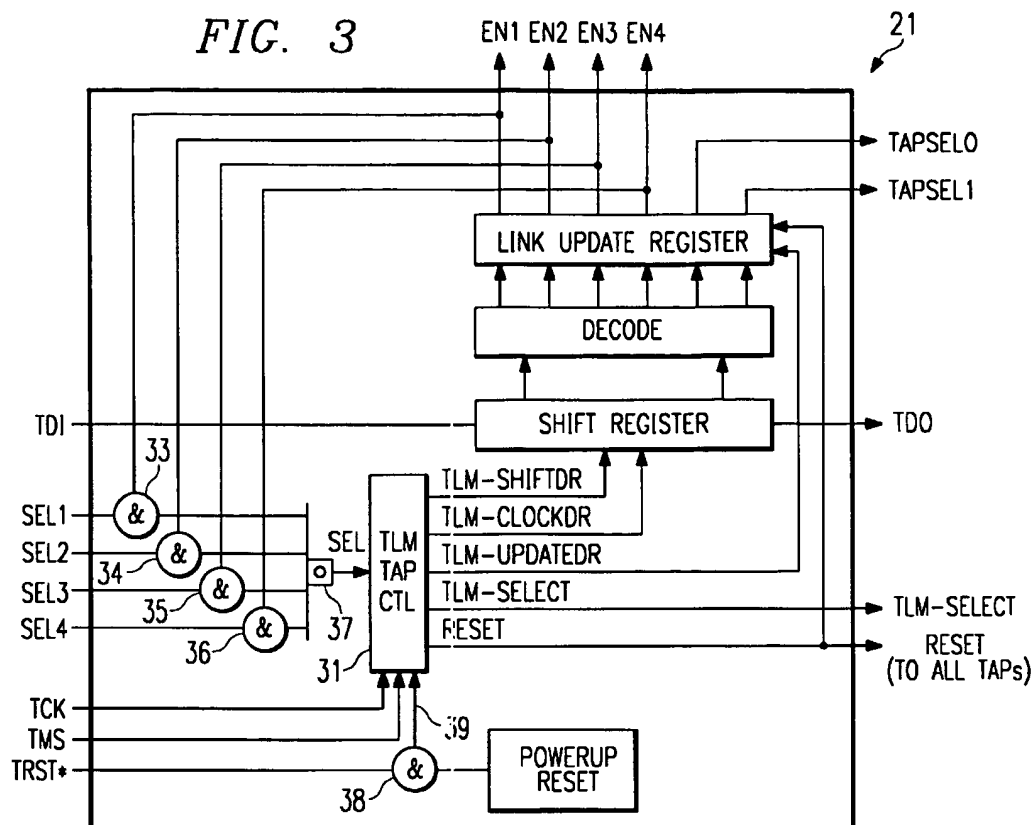 FIG. 3
EN1 EN2 EN3 EN4
21
TAPSEL0
TAPSEL1
LINK UPDATE REGISTER
DECODE
TDI
SHIFT REGISTER
TDO
33
SEL1
&
TLM-SHIFTDR
TLM-CLOCKDR
SEL2
&
34
SEL
O
37
TLM
TAP
CTL
31
TLM-UPDATEDR
SEL3
&
35
TLM-SELECT
TLM-SELECT
SEL4
&
36
RESET
RESET
(TO ALL TAPs)
TCK
TMS
39
TRST*
&
38
POWERUP
RESET